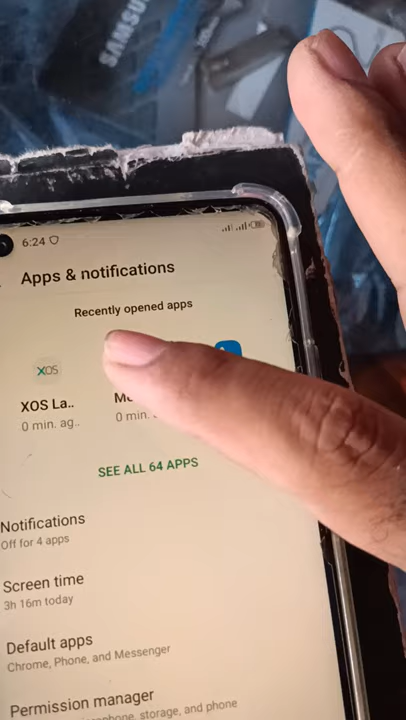 SAMSUNG
6:24
Apps & notifications
Recently opened apps
XOS
XOS La..
0 min. ag..
0 min.
SEE ALL 64 APPS
Notifications
Off for 4 apps
Screen time
3h 16m today
Default apps
Chrome, Phone, and Messenger
Permission manager
storage, and phone